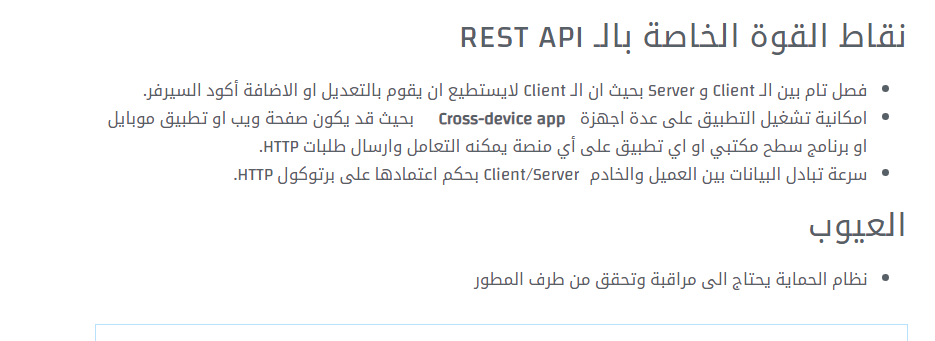 نقاط القوة الخاصة بالـ REST API
فصل تام بين الـ Client و Server بحيث ان الـ Client لايستطيع ان يقوم بالتعديل او الاضافة أكود السيرفر.
امكانية تشغيل التطبيق على عدة اجهزة Cross-device app بحيث قد يكون صفحة ويب او تطبيق موبايل
او برنامج سطح مكتبي او اي تطبيق على أي منصة يمكنه التعامل وارسال طلبات HTTP.
سرعة تبادل البيانات بين العميل والخادم Client/Server بحكم اعتمادها على برتوكول HTTP.
العيوب
نظام الحماية يحتاج الى مراقبة وتحقق من طرف المطور